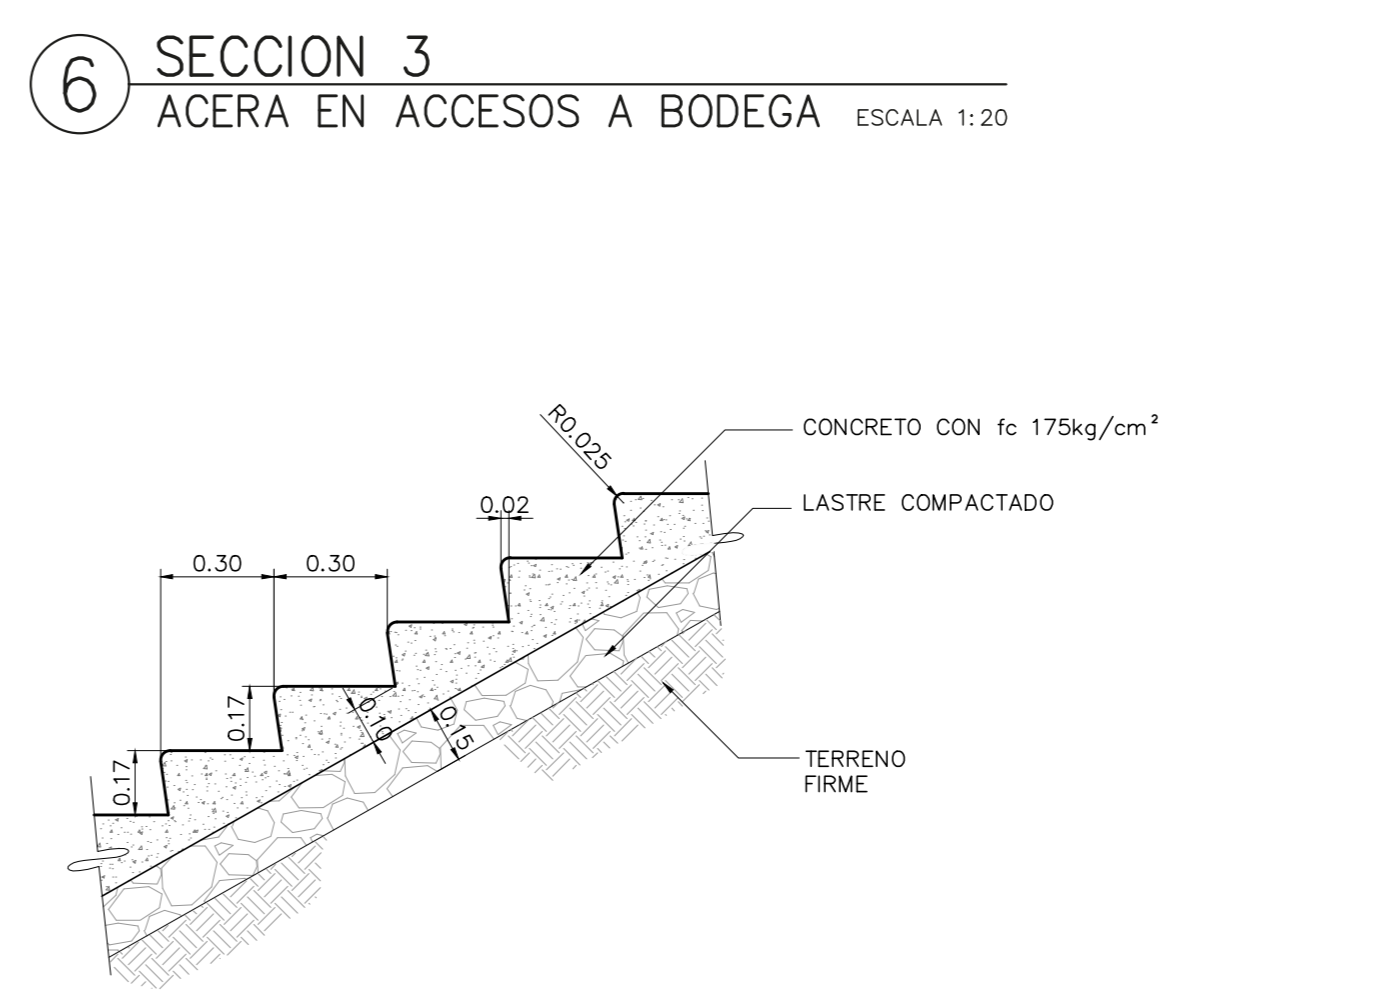 6
SECCION 3
ACERA EN ACCESOS A BODEGA ESCALA 1:20
R0.025
CONCRETO CON fc 175kg/cm²
LASTRE COMPACTADO
0.02
0.30 0.30
0.17
0.10
0.15
0.17
TERRENO
FIRME